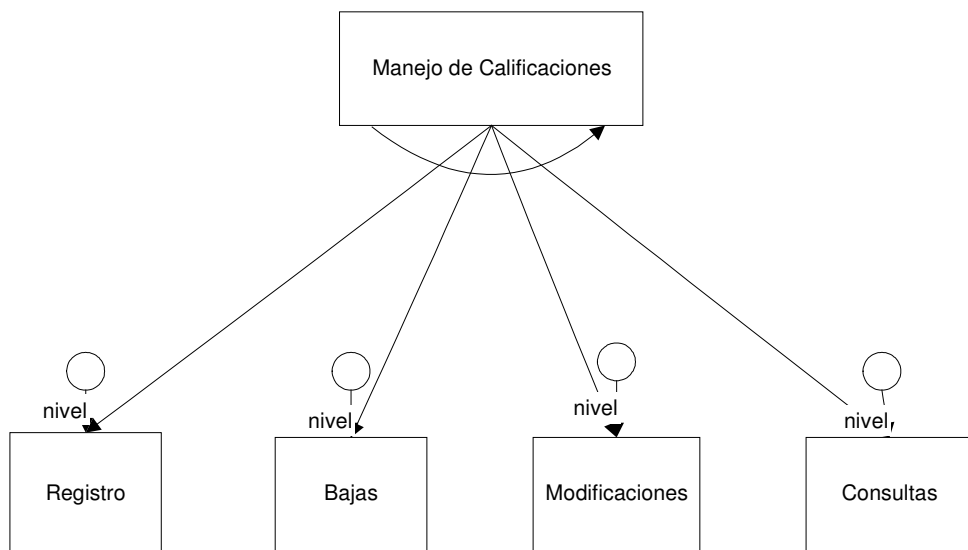 Manejo de Calificaciones
nivel
nivel
nivel
nivel
Registro
Bajas
Modificaciones
Consultas